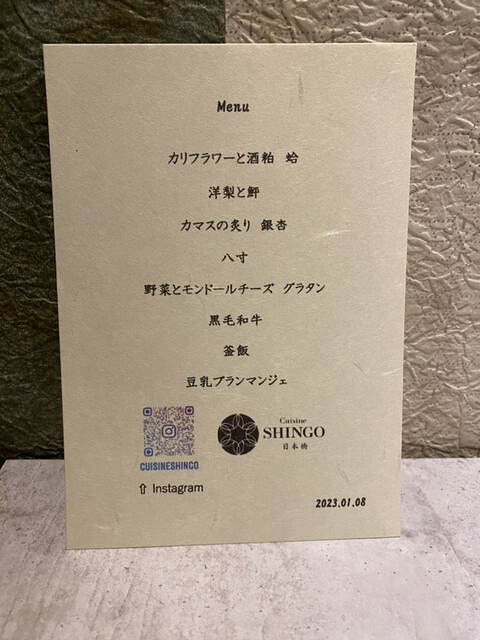 Menu
カリフラワーと酒粕 蛤
洋梨と鮃
カマスの炙り 銀杏
八寸
野菜とモンドールチーズ グラタン
黒毛和牛
釜飯
豆乳ブランマンジェ
CUISINESHINGO
⇧ Instagram
Cuisine
SHINGO
日本橋
2023.01.08